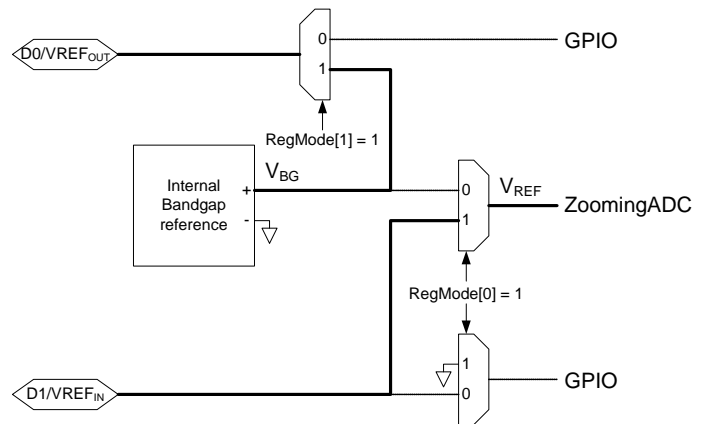 0 GPIO
D0/VREFOUT
1
RegMode[1] = 1
VBG
Internal
Bandgap
reference
+
-
0
VREF
1
ZoomingADC
RegMode[0] = 1
1
GPIO
D1/VREFIN
0